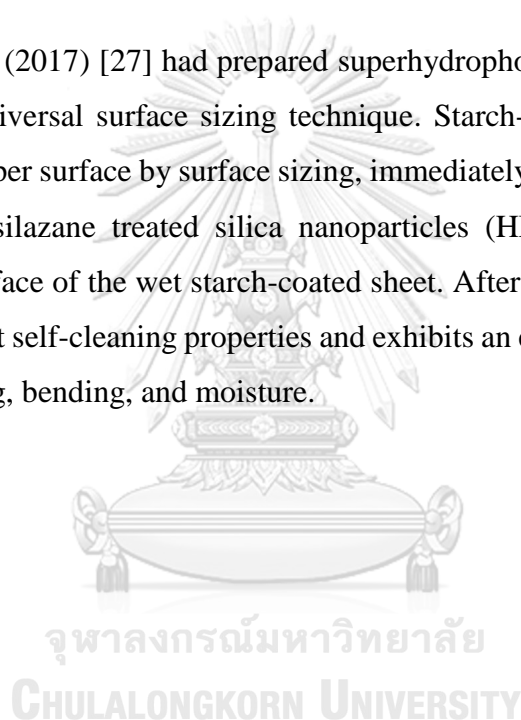 (2017) [27] had prepared superhydropho
iversal surface sizing technique. Starch-
per surface by surface sizing, immediately
silazane treated silica nanoparticles (H
face of the wet starch-coated sheet. After
t self-cleaning properties and exhibits an
g, bending, and moisture.
จุฬาลงกรณ์มหาวิทยาลัย
CHULALONGKORN UNIVERSITY